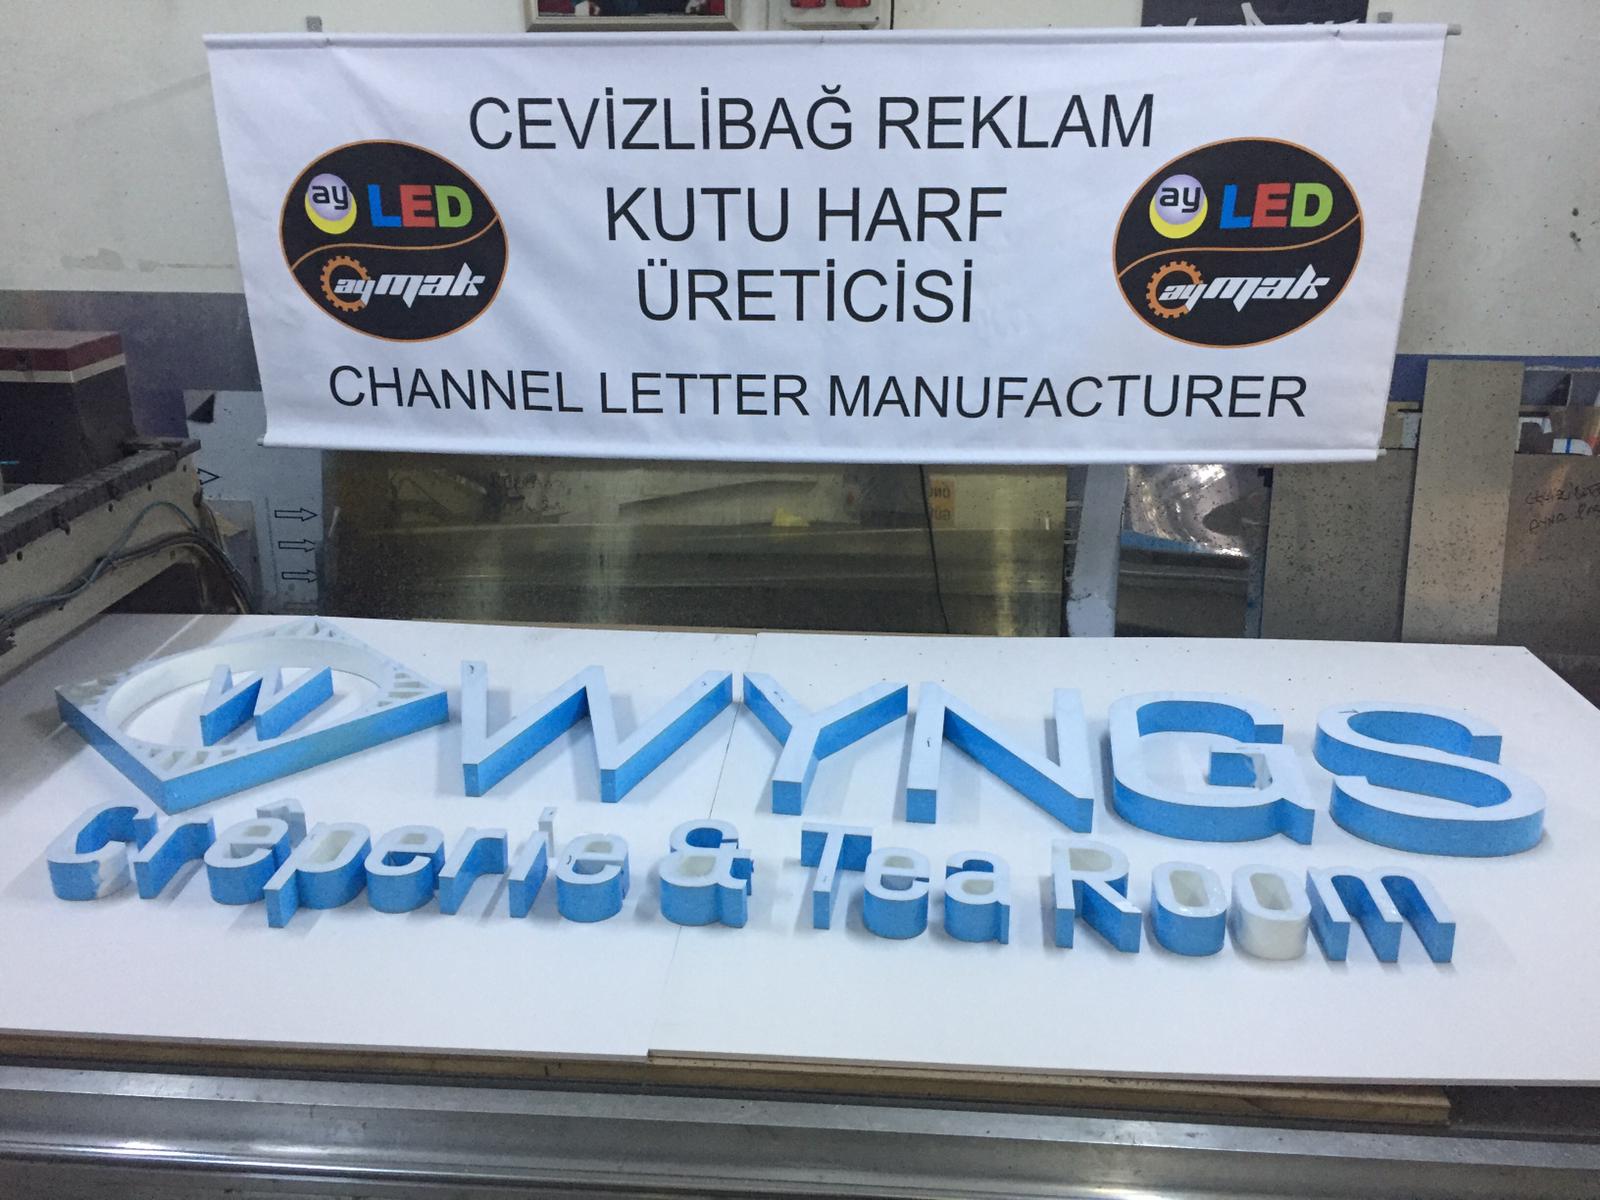 CEVİZLİBAĞ REKLAM
KUTU HARF
ÜRETİCİSİ
CHANNEL LETTER MANUFACTURER
ay LED
aymak
ay LED
aymak
W WYNGS
Crêperie & Tea Room